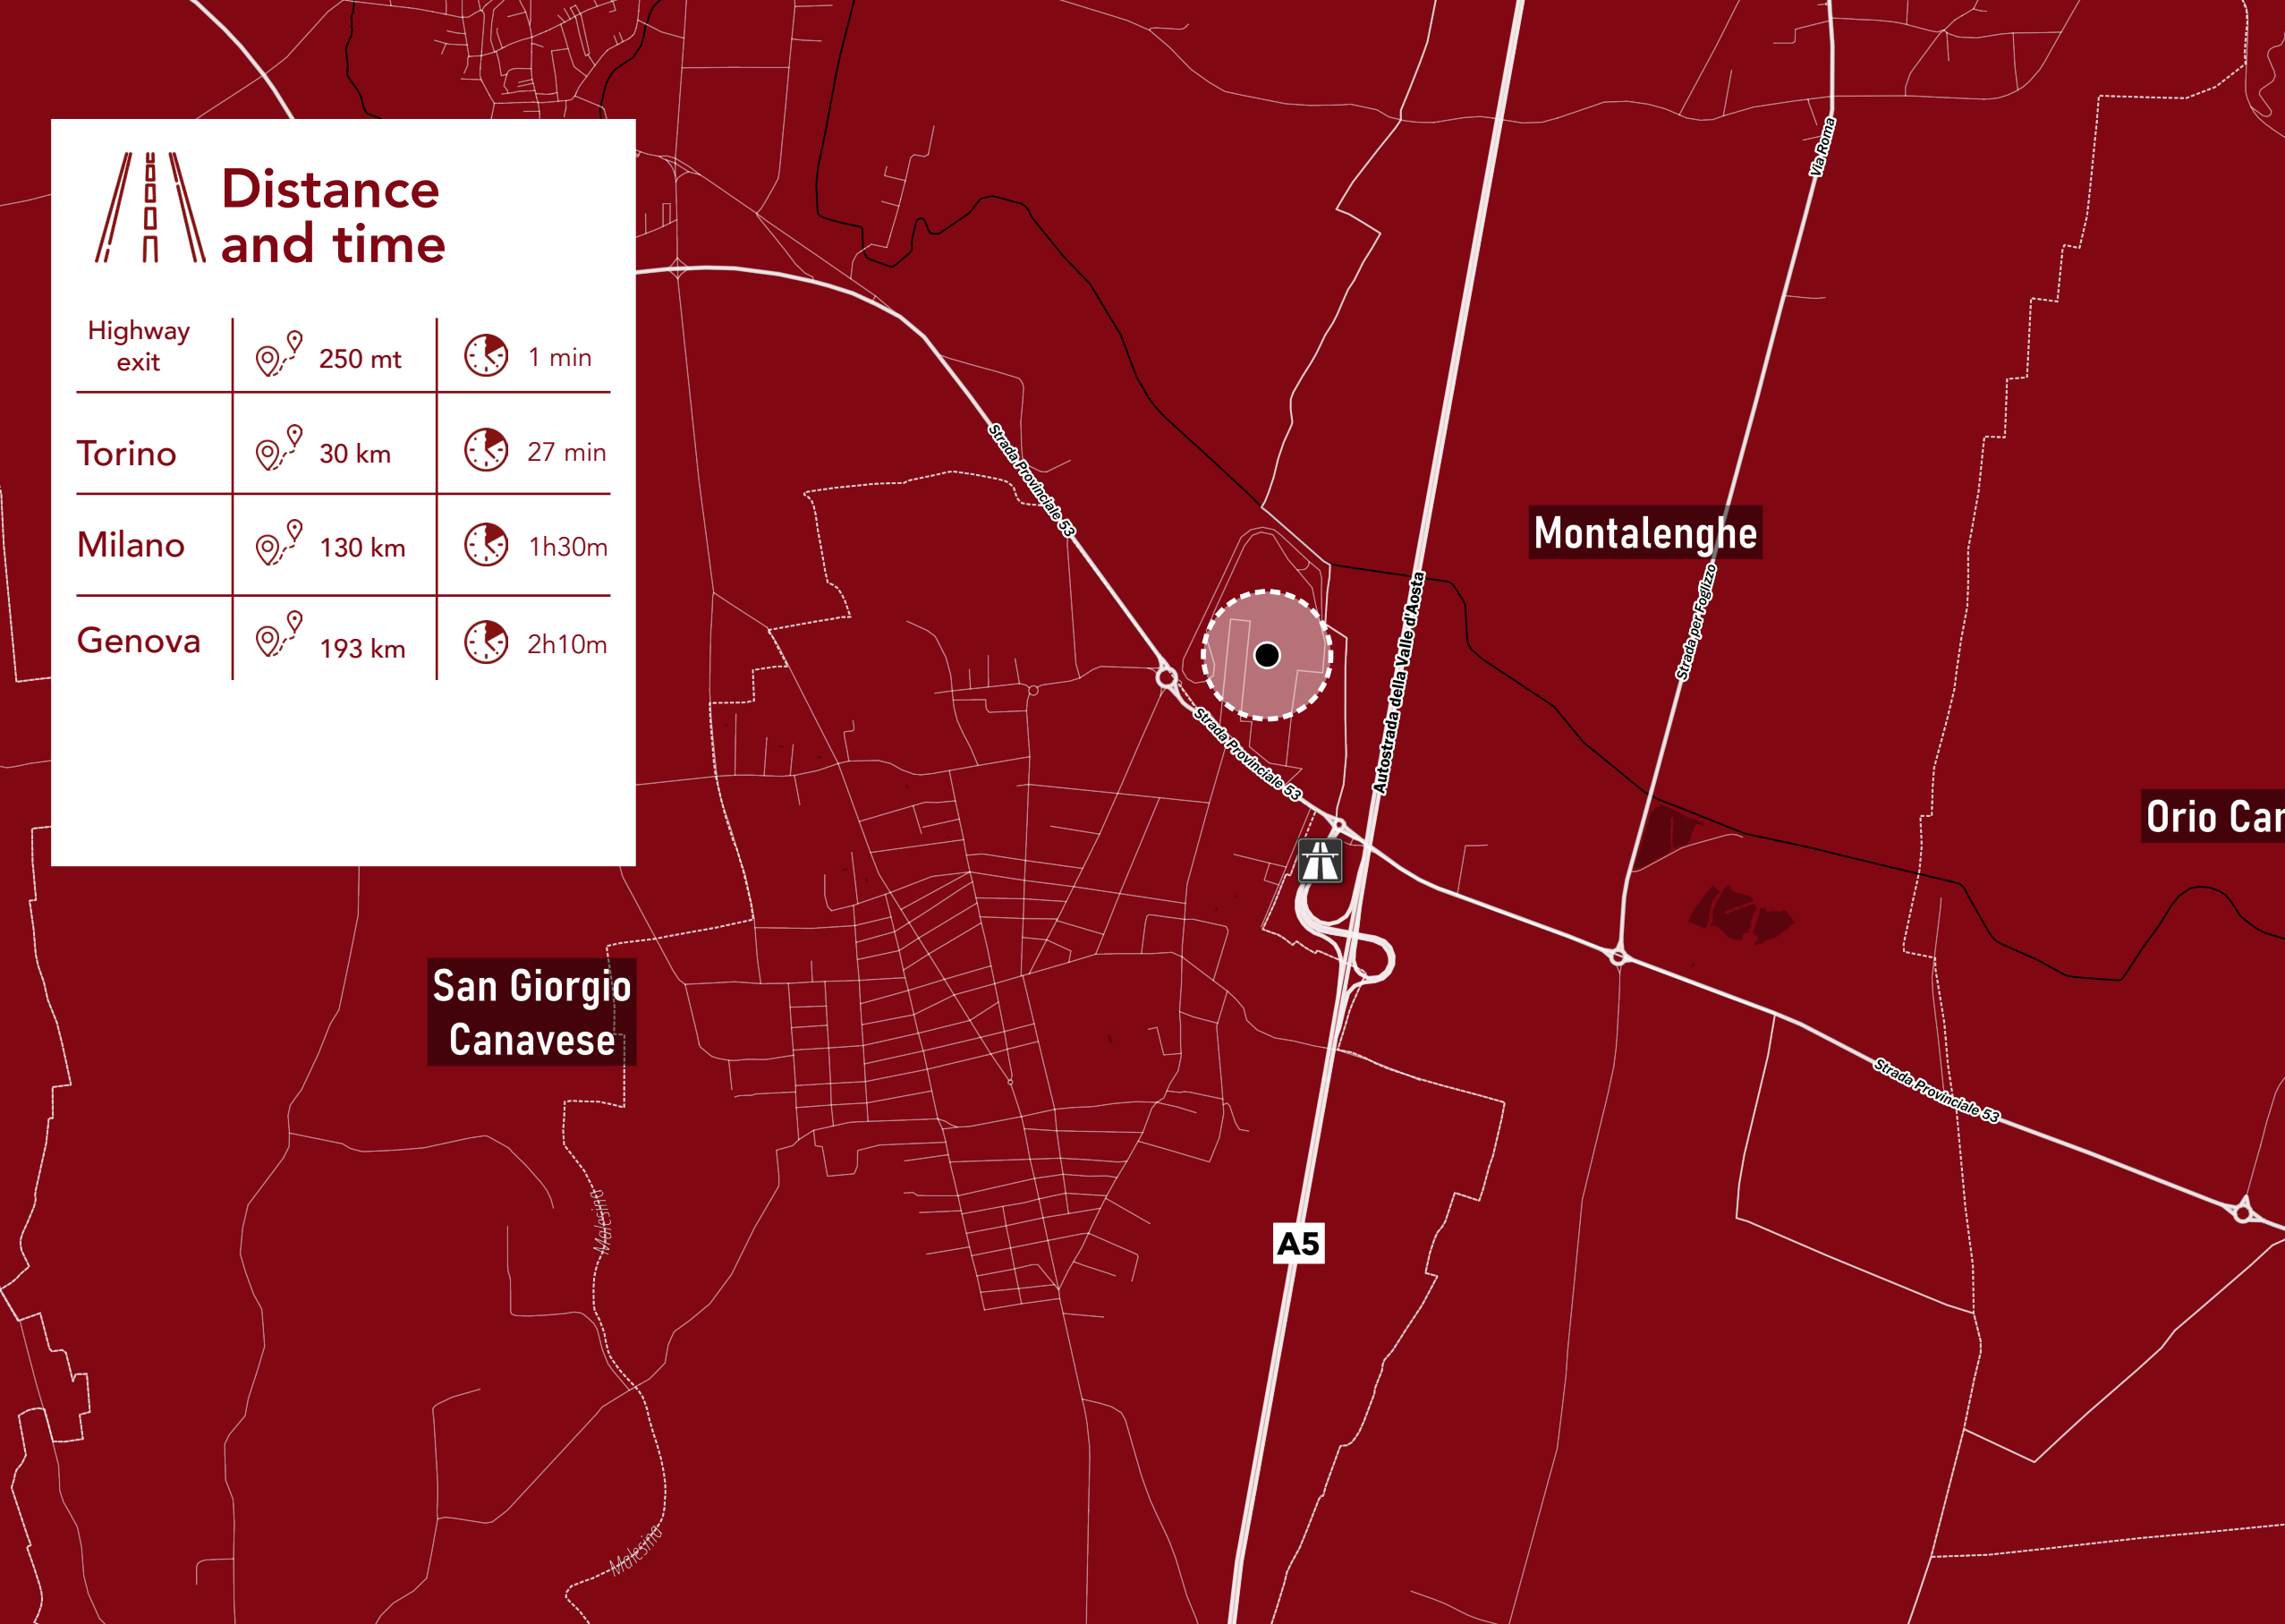 Distance
and time
Highway
exit
250 mt
1 min
Torino
30 km
27 min
Milano
130 km
1h30m
Genova
193 km
2h10m
Via Roma
Strada Provinciale 53
Montalenghe
Autostrada della Valle d'Aosta
Strada per Foglizzo
Strada Provinciale 53
Orio Can
San Giorgio
Canavese
Strada Provinciale 53
Malesina
A5
Malesina